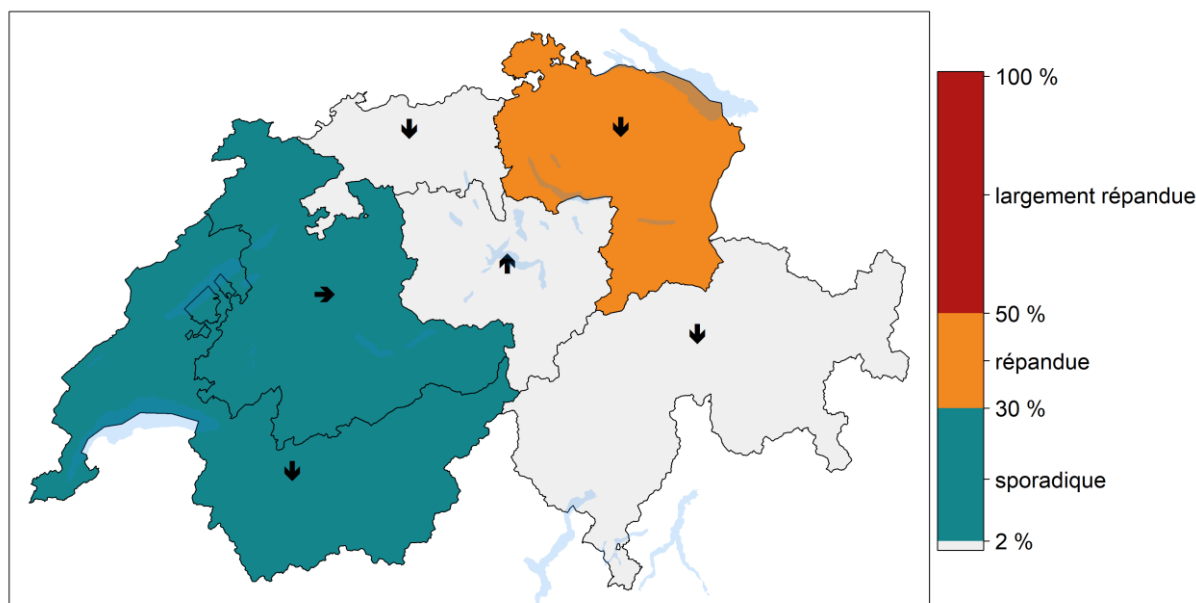 100 %
largement répandue
50 %
répandue
30 %
sporadique
2 %